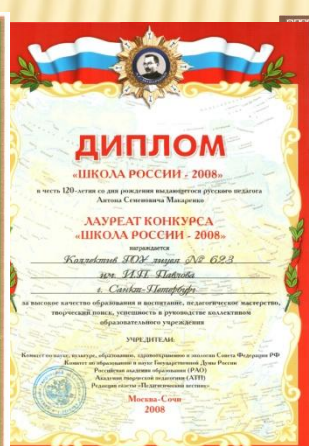 ДИПЛОМ
«ШКОЛА РОССИИ - 2008»
в честь 120-летия со дня рождения выдающегося русского педагога
Антона Семеновича Макаренко
ЛАУРЕАТ КОНКУРСА
«ШКОЛА РОССИИ - 2008»
награждается
Коллектив ГОУ лицея № 693
им. И.П. Павлова
г. Санкт-Петербург
за высокое качество образования и воспитание, педагогическое мастерство,
творческий поиск, успешность в руководстве коллективом
образовательного учреждения
УЧРЕДИТЕЛИ:
Комитет по науке, культуре, образованию, здравоохранению и экологии Совета Федерации РФ
Комитет по образованию и науке Государственной Думы России
Российская академия образования (РАО)
Академия творческой педагогики (АТП)
Редакция газеты «Педагогический вестник»
Москва-Сочи
2008